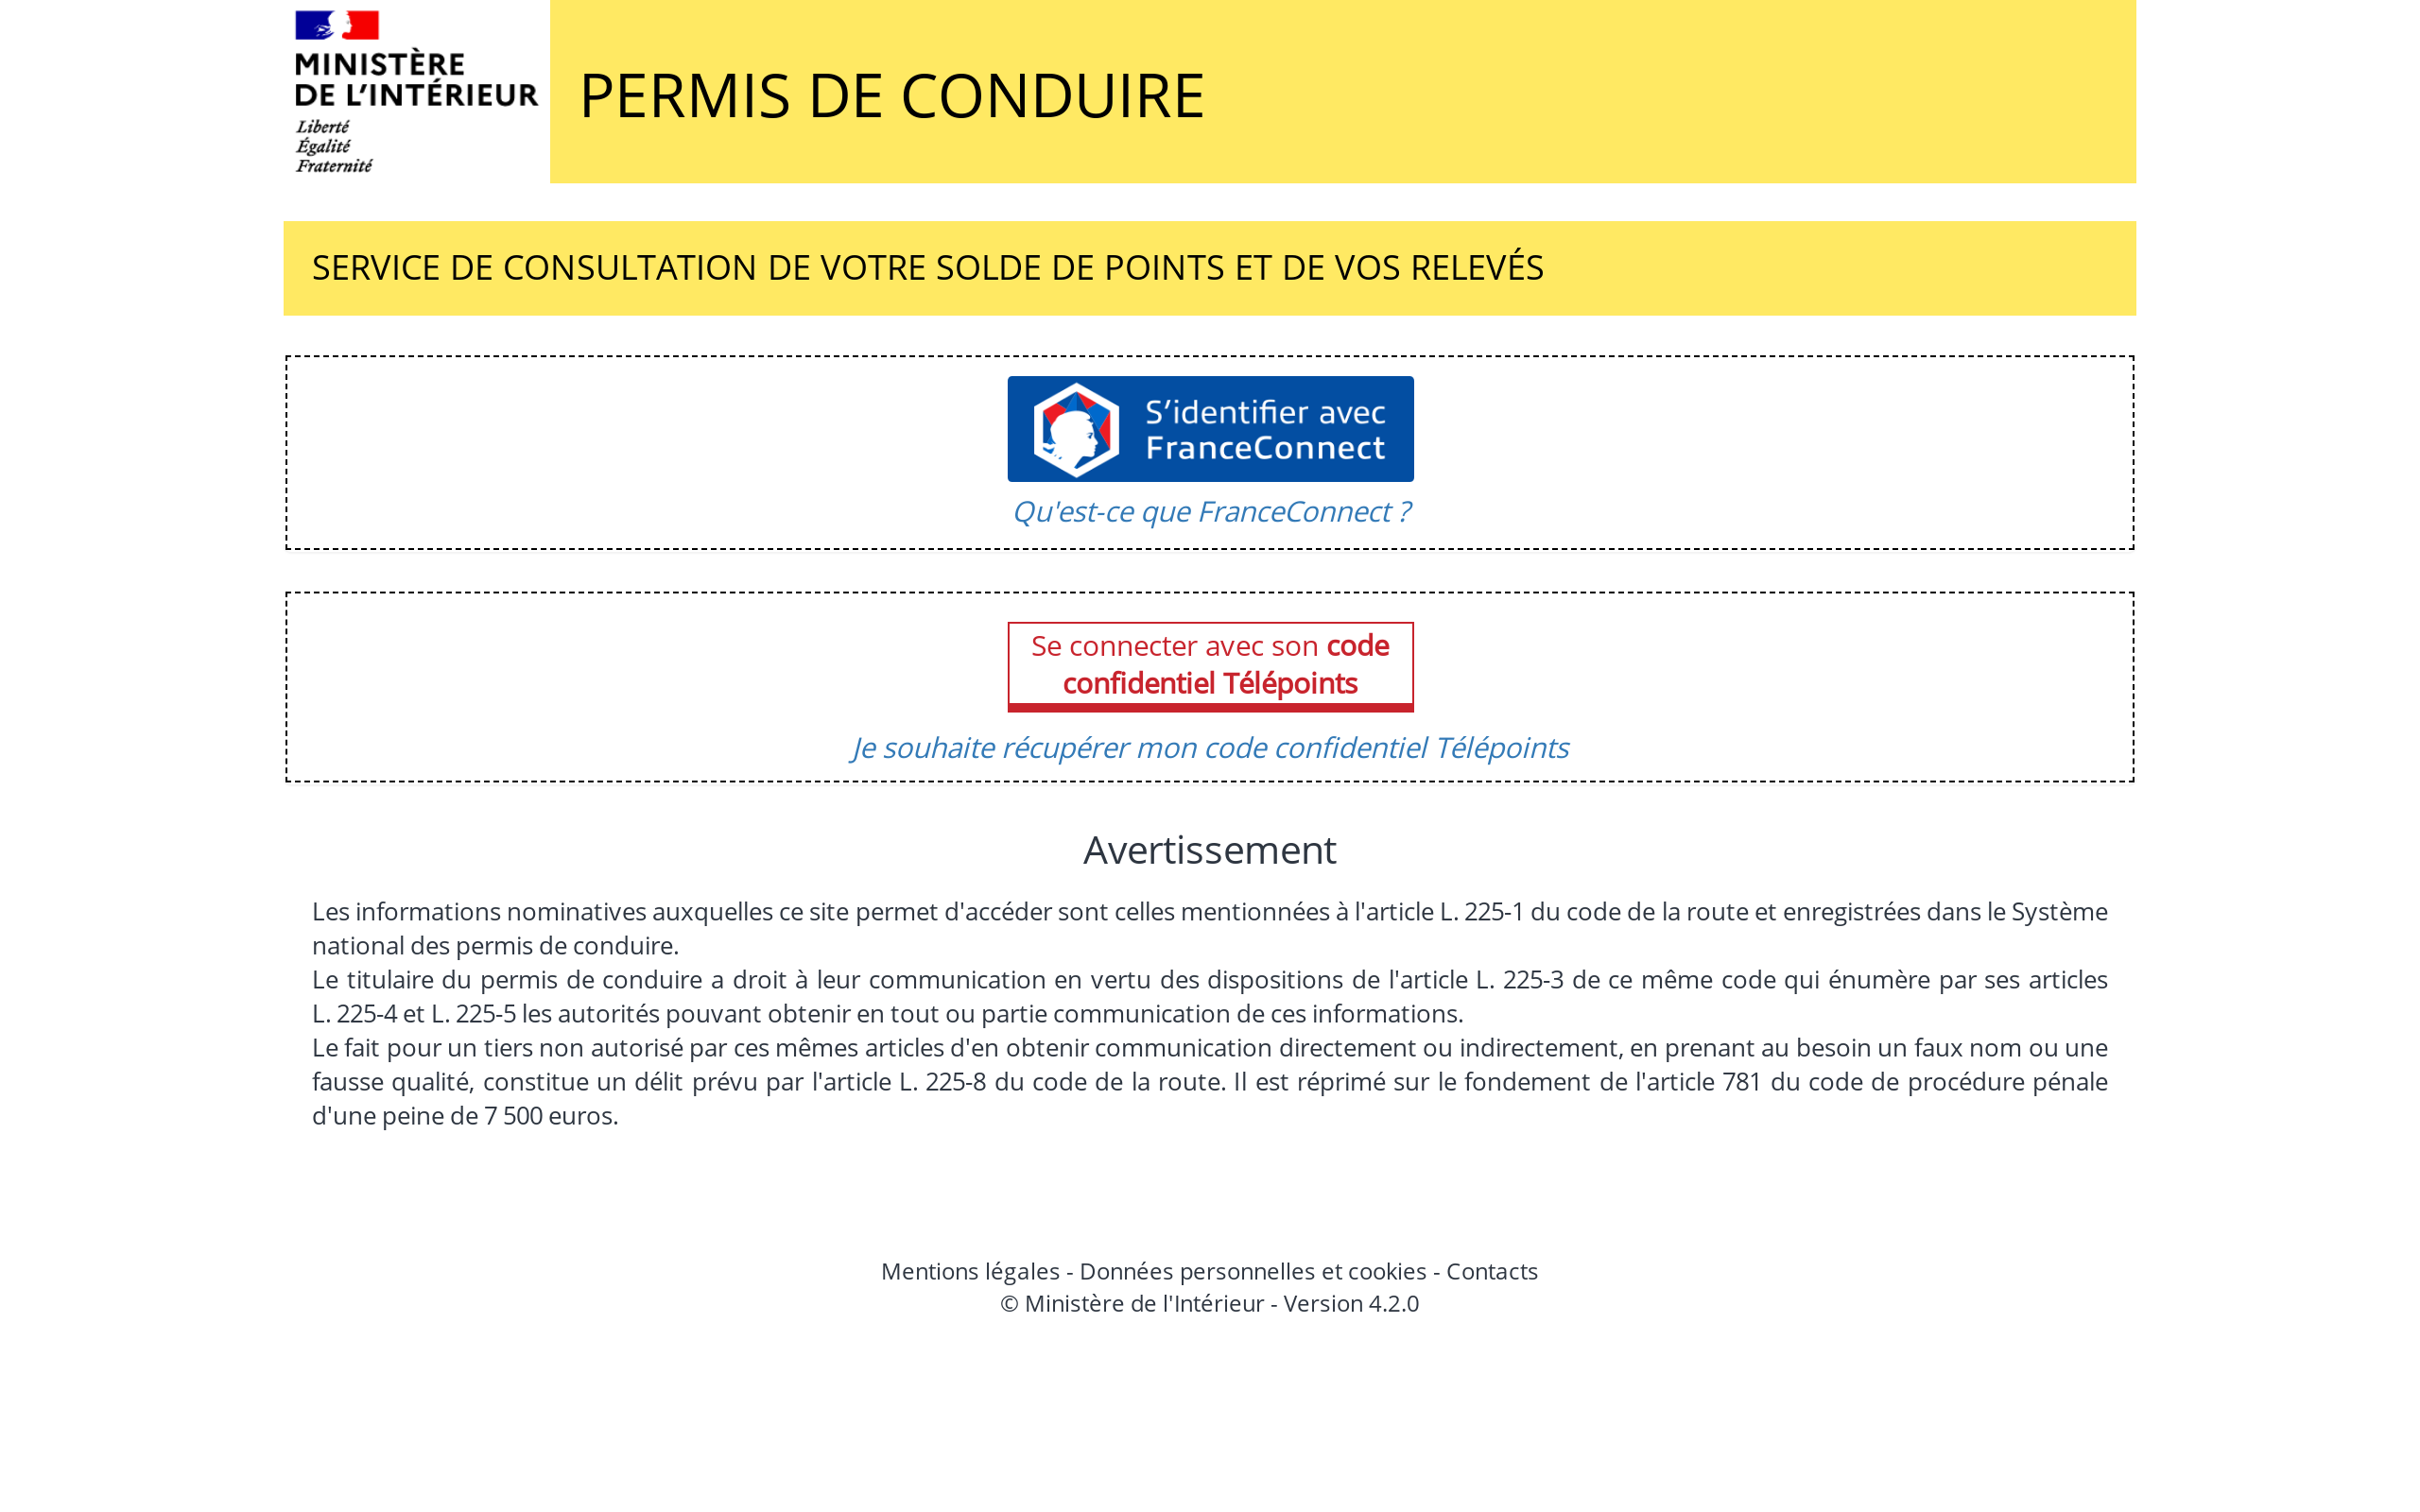 MINISTÈRE
DE L'INTÉRIEUR
Liberté
Égalité
Fraternité
PERMIS DE CONDUIRE
SERVICE DE CONSULTATION DE VOTRE SOLDE DE POINTS ET DE VOS RELEVÉS
S'identifier avec
FranceConnect
Qu'est-ce que FranceConnect ?
Se connecter avec son code
confidentiel Télépoints
Je souhaite récupérer mon code confidentiel Télépoints
Avertissement
Les informations nominatives auxquelles ce site permet d'accéder sont celles mentionnées à l'article L. 225-1 du code de la route et enregistrées dans le Système
national des permis de conduire.
Le titulaire du permis de conduire a droit à leur communication en vertu des dispositions de l'article L. 225-3 de ce même code qui énumère par ses articles
L. 225-4 et L. 225-5 les autorités pouvant obtenir en tout ou partie communication de ces informations.
Le fait pour un tiers non autorisé par ces mêmes articles d'en obtenir communication directement ou indirectement, en prenant au besoin un faux nom ou une
fausse qualité, constitue un délit prévu par l'article L. 225-8 du code de la route. Il est réprimé sur le fondement de l'article 781 du code de procédure pénale
d'une peine de 7 500 euros.
Mentions légales - Données personnelles et cookies - Contacts
© Ministère de l'Intérieur - Version 4.2.0